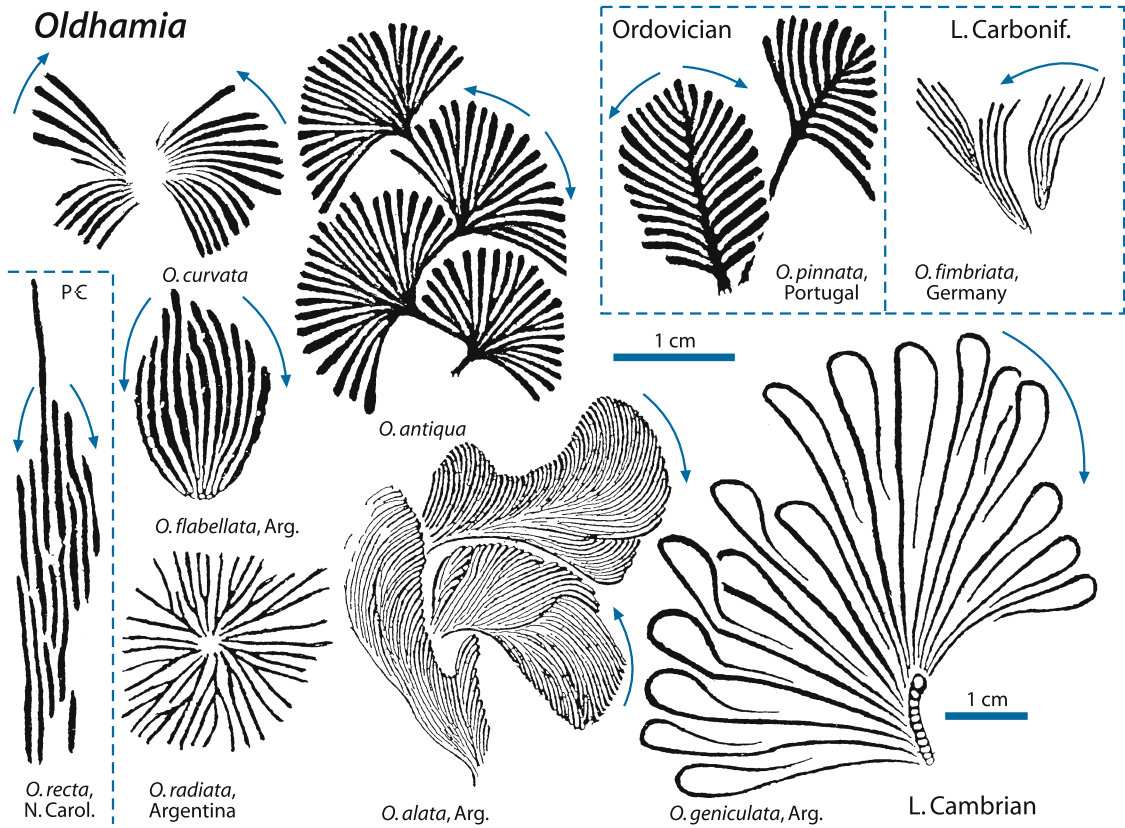 Oldhamia
Ordovician
L. Carbonif.
O. curvata
O. pinnata,
Portugal
O. fimbriata,
Germany
P-Ꞓ
1 cm
O. antiqua
O. flabellata, Arg.
1 cm
O. recta,
N. Carol.
O. radiata,
Argentina
O. alata, Arg.
O. geniculata, Arg.
L. Cambrian